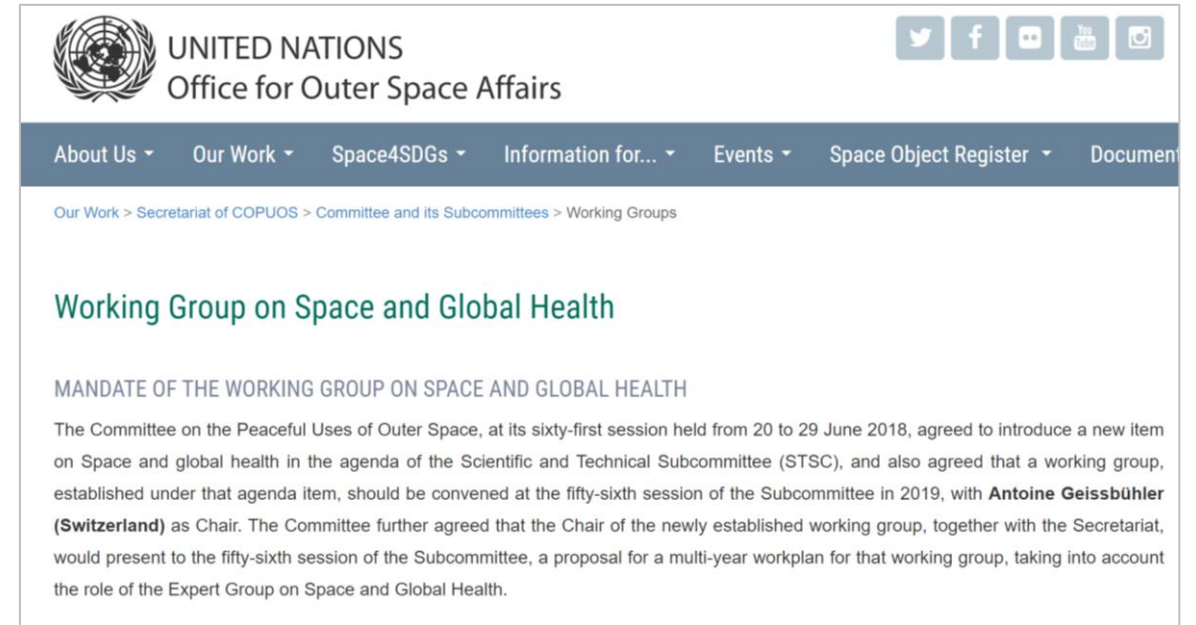 UNITED NATIONS
Office for Outer Space Affairs
You
Tube
About Us Our Work Space4SDGs Information for... Events Space Object Register Documen
Our Work > Secretariat of COPUOS > Committee and its Subcommittees > Working Groups
Working Group on Space and Global Health
MANDATE OF THE WORKING GROUP ON SPACE AND GLOBAL HEALTH
The Committee on the Peaceful Uses of Outer Space, at its sixty-first session held from 20 to 29 June 2018, agreed to introduce a new item
on Space and global health in the agenda of the Scientific and Technical Subcommittee (STSC), and also agreed that a working group,
established under that agenda item, should be convened at the fifty-sixth session of the Subcommittee in 2019, with Antoine Geissbühler
(Switzerland) as Chair. The Committee further agreed that the Chair of the newly established working group, together with the Secretariat,
would present to the fifty-sixth session of the Subcommittee, a proposal for a multi-year workplan for that working group, taking into account
the role of the Expert Group on Space and Global Health.